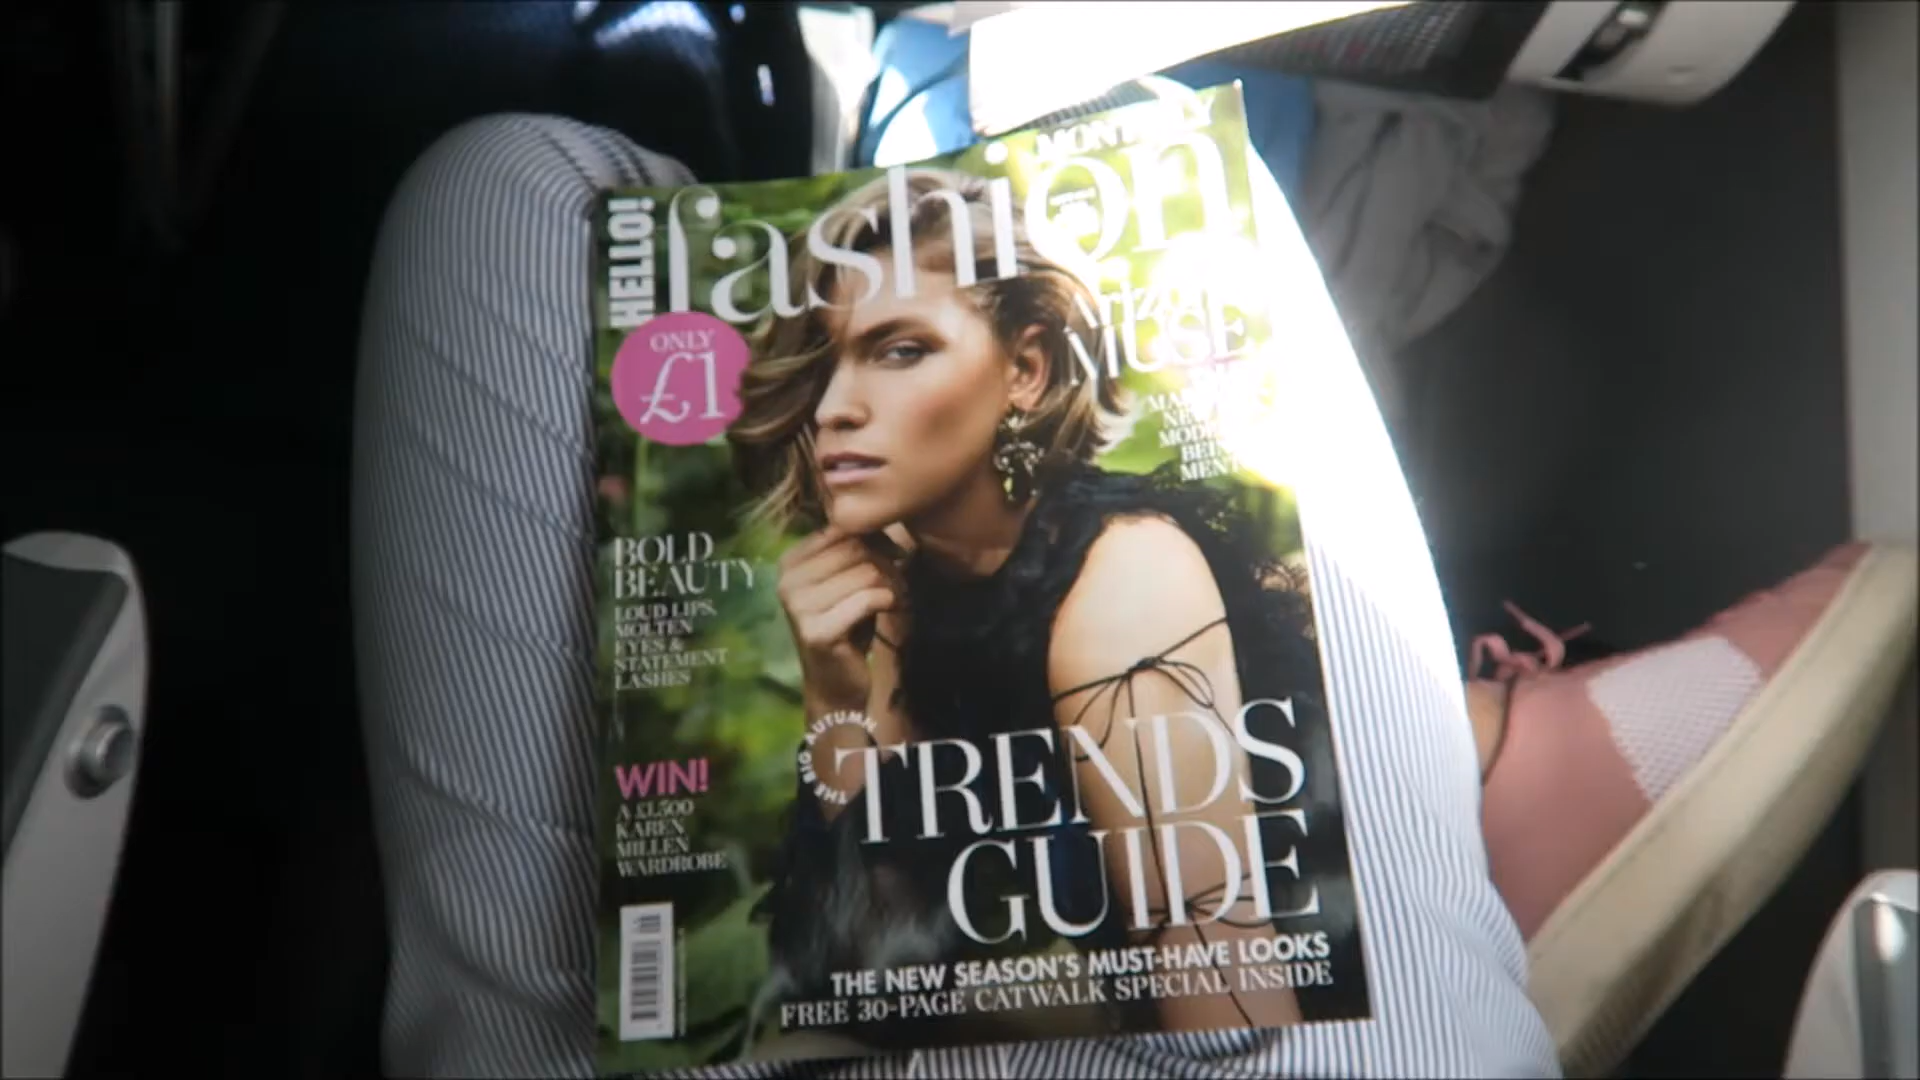 HELLO!
fashion
MONTHLY
ONLY
£1
MUSE
BOLD
BEAUTY
LOUD LIPS,
MOLTEN
EYES &
STATEMENT
LASHES
WIN!
A £1,500
KAREN
MILLEN
WARDROBE
THE BIG AUTUMN
TRENDS
GUIDE
THE NEW SEASON'S MUST-HAVE LOOKS
FREE 30-PAGE CATWALK SPECIAL INSIDE